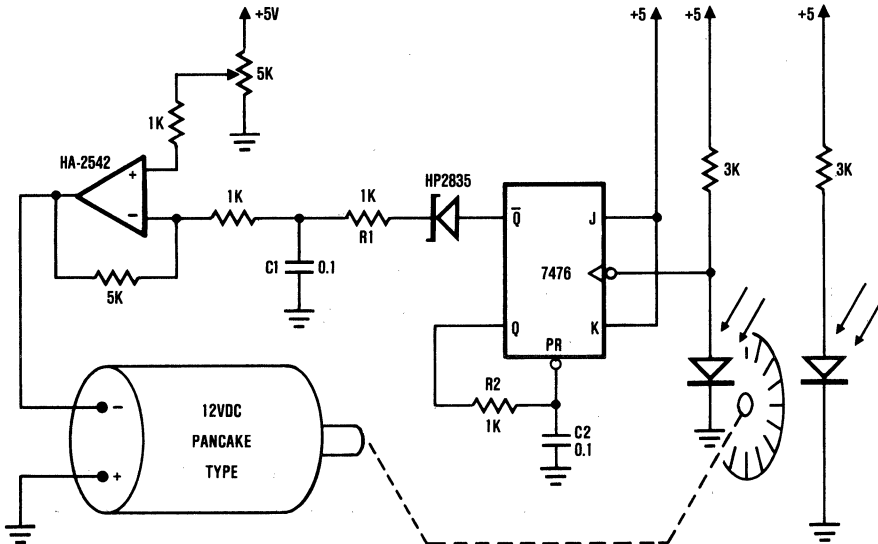 +5V
+5
+5
+5
5K
1K
HA-2542
+
−
1K
1K
R1
HP2835
Q̅
J
7476
Q
K
PR
3K
3K
C1
0.1
5K
R2
1K
C2
0.1
−
+
12VDC
PANCAKE
TYPE